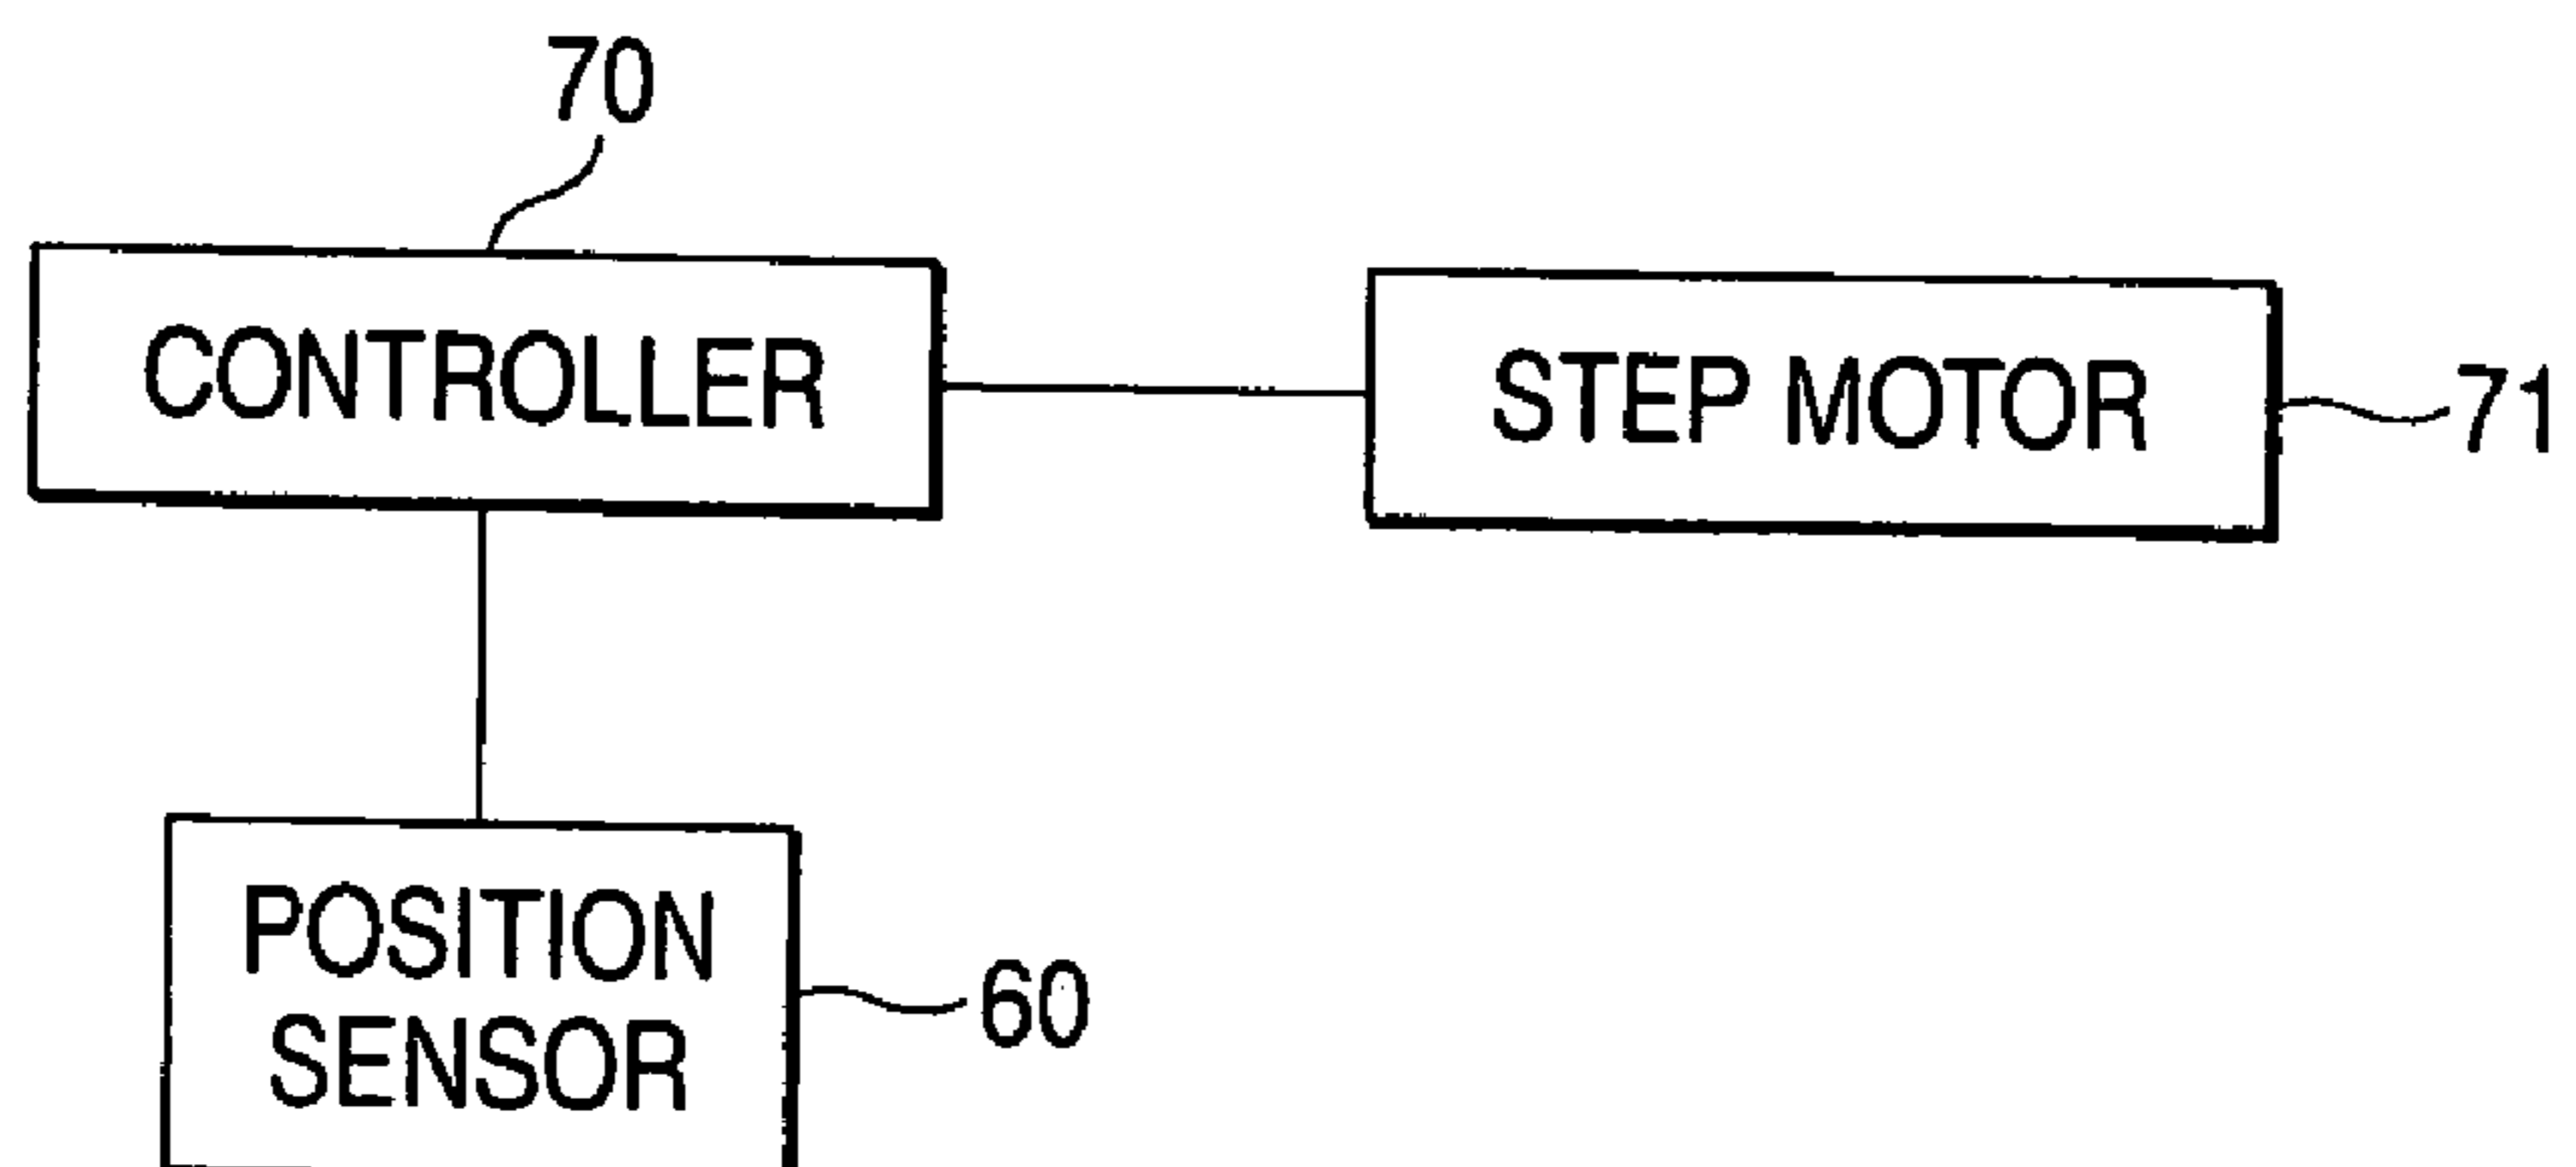 70
CONTROLLER
STEP MOTOR
71
POSITION
SENSOR
60